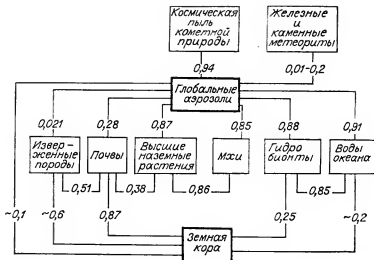 Космическая
пыль
кометной
природы
Железные
и
каменные
метеориты
0,94
0,01-0,2
Глобальные
аэрозоли
0,021
0,28
0,87
0,85
0,88
0,91
Извер-
женные
породы
Почвы
Высшие
наземные
растения
Мхи
Гидро
бионты
Воды
океана
0,51
0,38
0,86
0,85
~0,1
~0,6
0,87
0,25
~0,2
Земная
кора